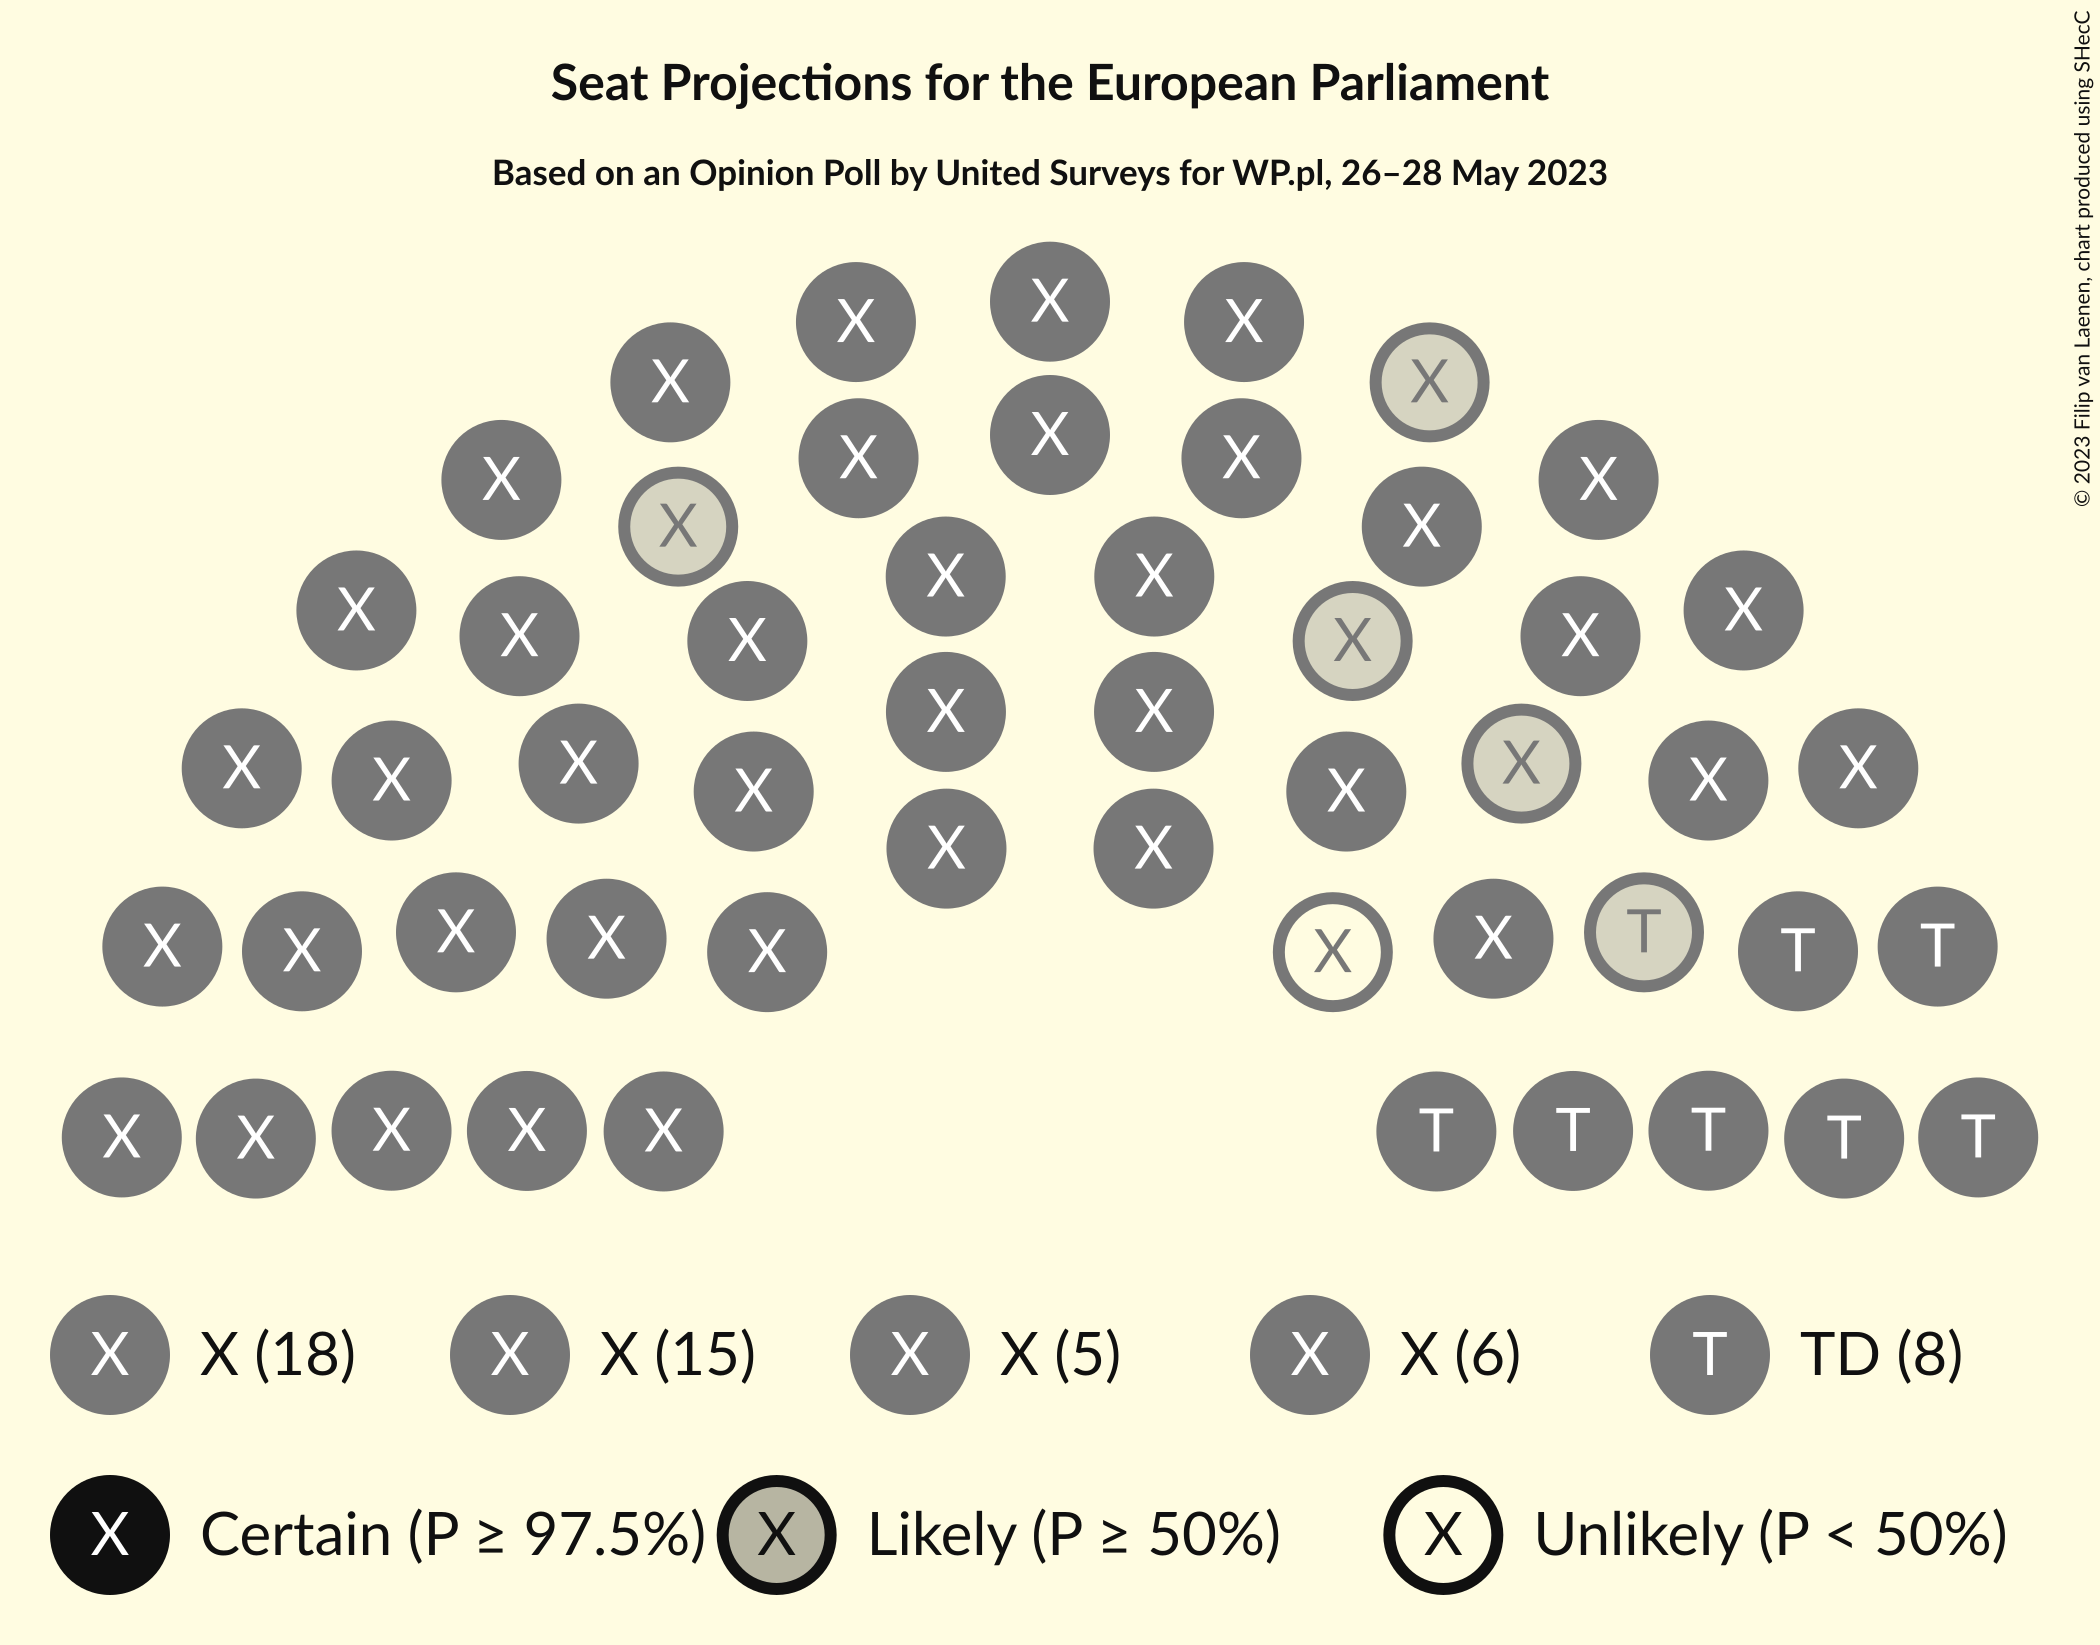 Seat Projections for the European Parliament
Based on an Opinion Poll by United Surveys for WP.pl, 26–28 May 2023
© 2023 Filip van Laenen, chart produced using SHecC
X
X X
X X
X
X X X
X X
X X
X X
X
X X
X X
X X
X X
X X
X X
X X
X X
X X
X X
X T
X X
X X
X X T T
X X X X X T T T T T
X X (18) X X (15) X X (5) X X (6) T TD (8)
X Certain (P ≥ 97.5%) X Likely (P ≥ 50%) X Unlikely (P < 50%)